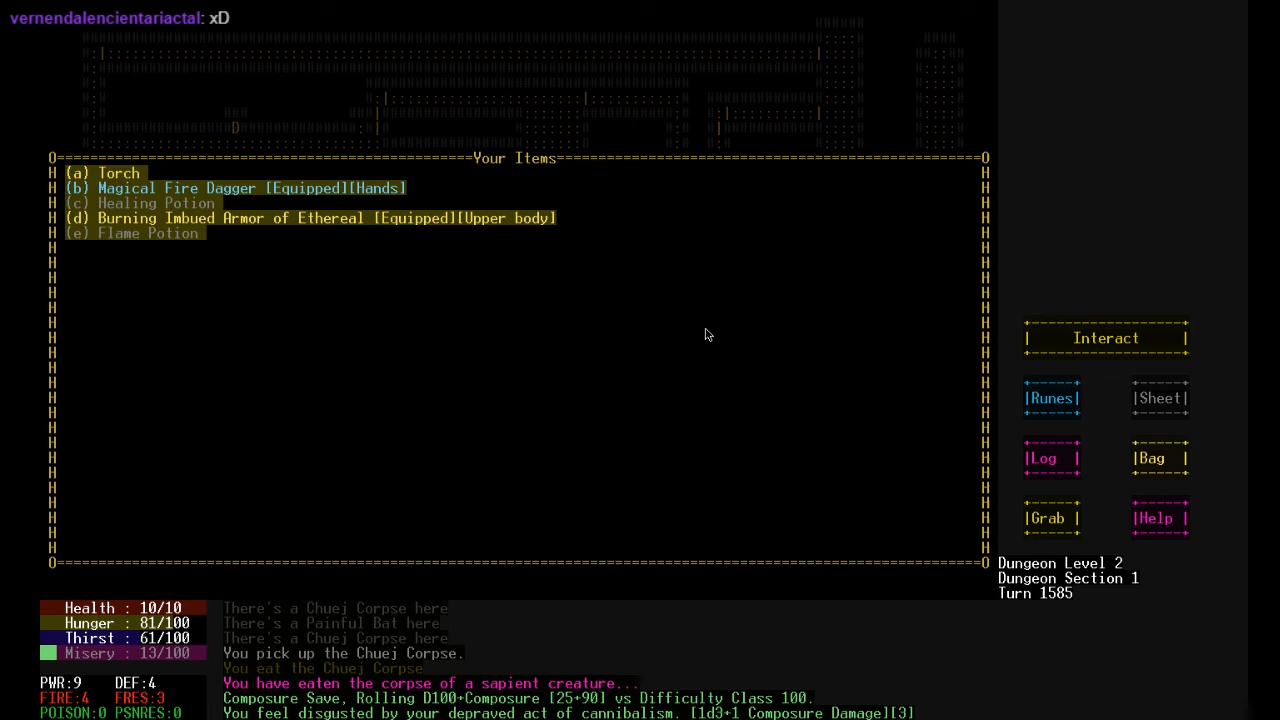 vernendalencientariactal: xD
Your Items
(a) Torch
(b) Magical Fire Dagger [Equipped][Hands]
(c) Healing Potion
(d) Burning Imbued Armor of Ethereal [Equipped][Upper body]
(e) Flame Potion
Interact
Runes
Sheet
Log
Bag
Grab
Help
Dungeon Level 2
Dungeon Section 1
Turn 1585
Health : 10/10
Hunger : 81/100
Thirst : 61/100
Misery : 13/100
PWR:9 DEF:4
FIRE:4 FRES:3
POISON:0 PSNRES:0
There's a Chuej Corpse here
There's a Painful Bat here
There's a Chuej Corpse here
You pick up the Chuej Corpse.
You eat the Chuej Corpse
You have eaten the corpse of a sapient creature...
Composure Save, Rolling D100+Composure [25+90] vs Difficulty Class 100.
You feel disgusted by your depraved act of cannibalism. [1d3+1 Composure Damage][3]